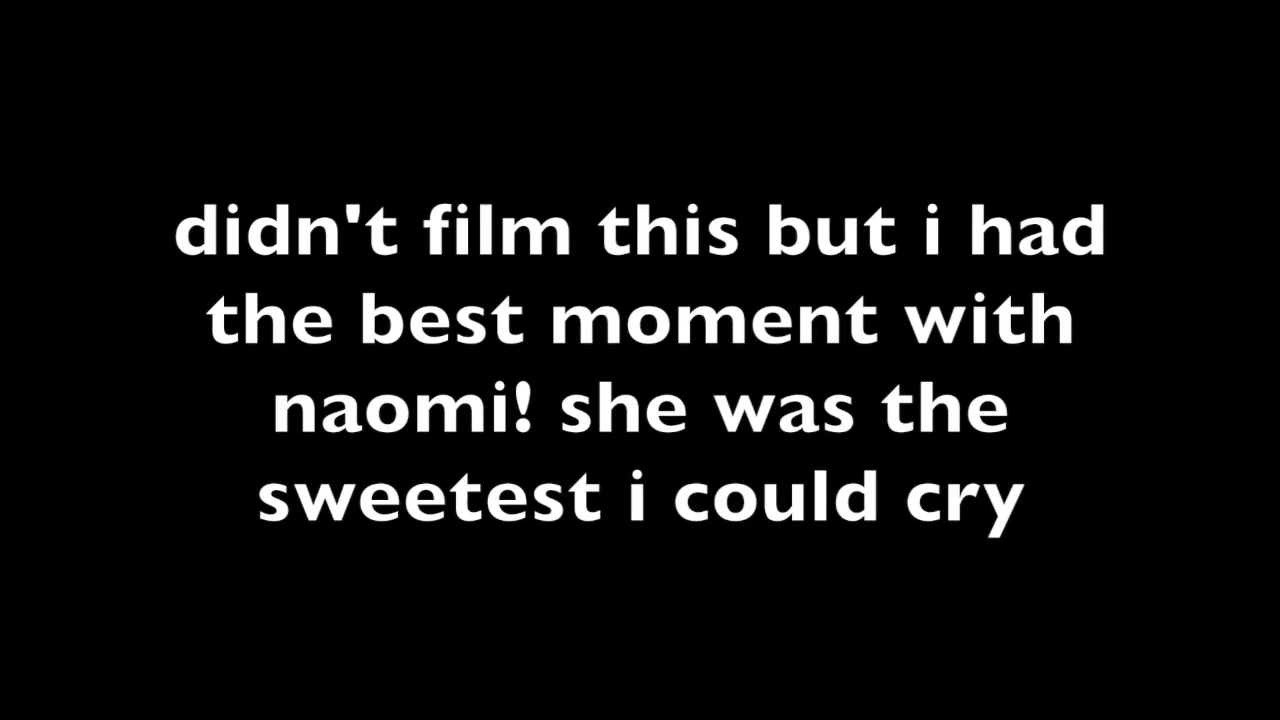 didn't film this but i had
the best moment with
naomi! she was the
sweetest i could cry